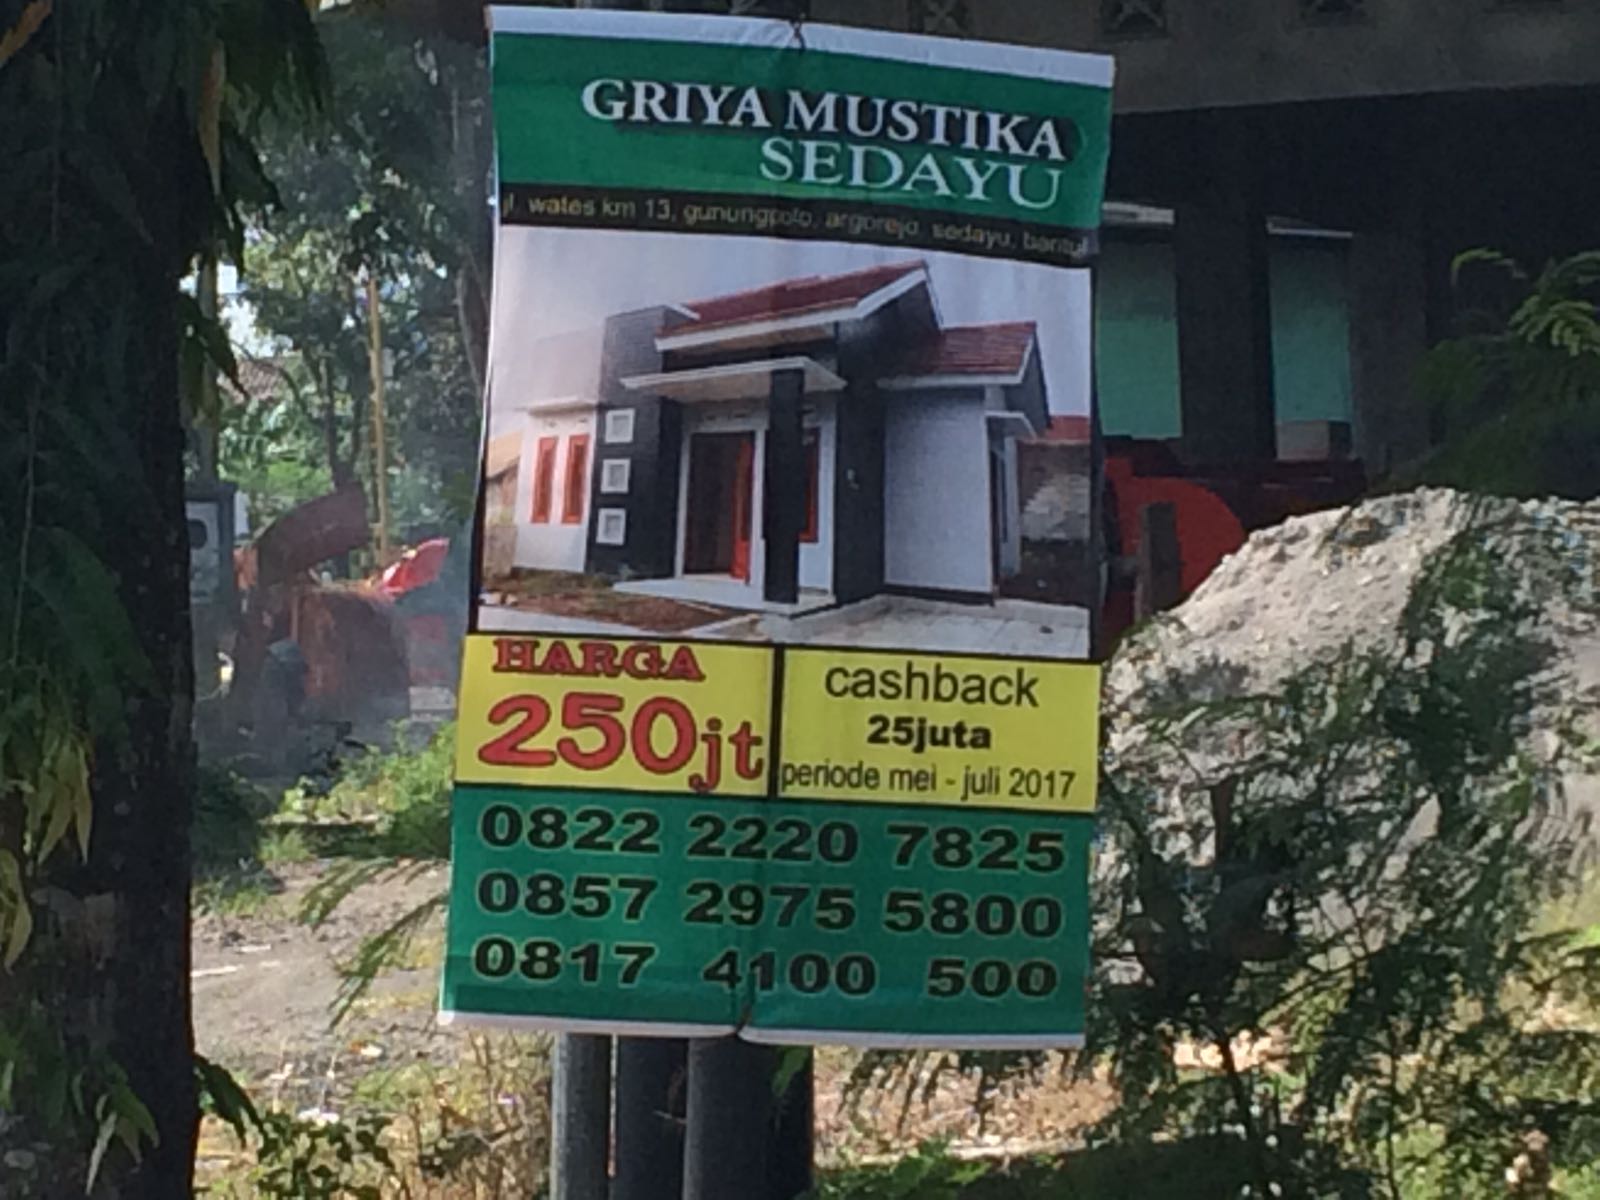 GRIYA MUSTIKA
SEDAYU
jl. wates km 13, gunungpolo, argorejo, sedayu, bantul
HARGA
250jt
cashback
25juta
periode mei - juli 2017
0822 2220 7825
0857 2975 5800
0817 4100 500